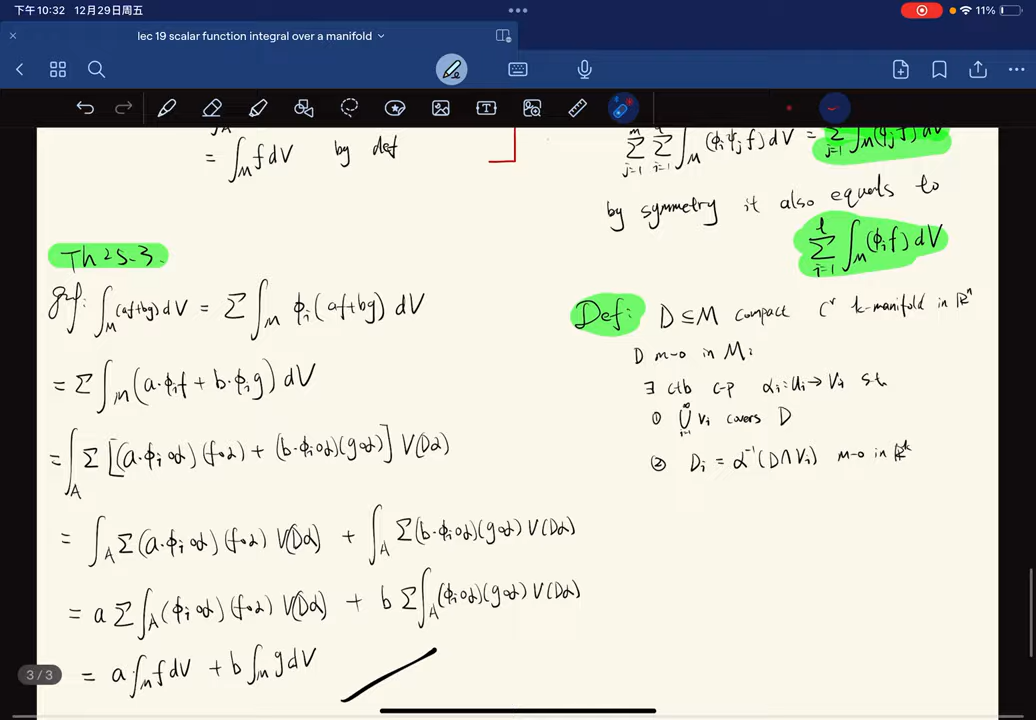 下午10:32 12月29日周五
11%
lec 19 scalar function integral over a manifold
= ∫_M f dV by def
Σ_{j=1}^m Σ_{i=1} ∫_M (ϕ_i ψ_j f) dV = Σ_{j=1} ∫_M (ψ_j f) dV
by symmetry it also equals to
Σ_{i=1}^l ∫_M (ϕ_i f) dV
Th 25.3.
prf: ∫_M (af+bg) dV = Σ ∫_M ϕ_i (af+bg) dV
= Σ ∫_M (a·ϕ_i f + b·ϕ_i g) dV
= ∫_A Σ [(a·ϕ_i∘α)(f∘α) + (b·ϕ_i∘α)(g∘α)] V(Dα)
= ∫_A Σ (a·ϕ_i∘α)(f∘α) V(Dα) + ∫_A Σ (b·ϕ_i∘α)(g∘α) V(Dα)
= a Σ ∫_A (ϕ_i∘α)(f∘α) V(Dα) + b Σ ∫_A (ϕ_i∘α)(g∘α) V(Dα)
= a ∫_M f dV + b ∫_M g dV
Def: D ⊆ M compact C^r k-manifold in ℝ^n
D m-0 in M:
∃ ctb c-p α_i: U_i → V_i s.t.
① ⋃_{i=1}^∞ V_i covers D
② D_i = α^{-1}(D ∩ V_i) m-0 in ℝ^k
3 / 3